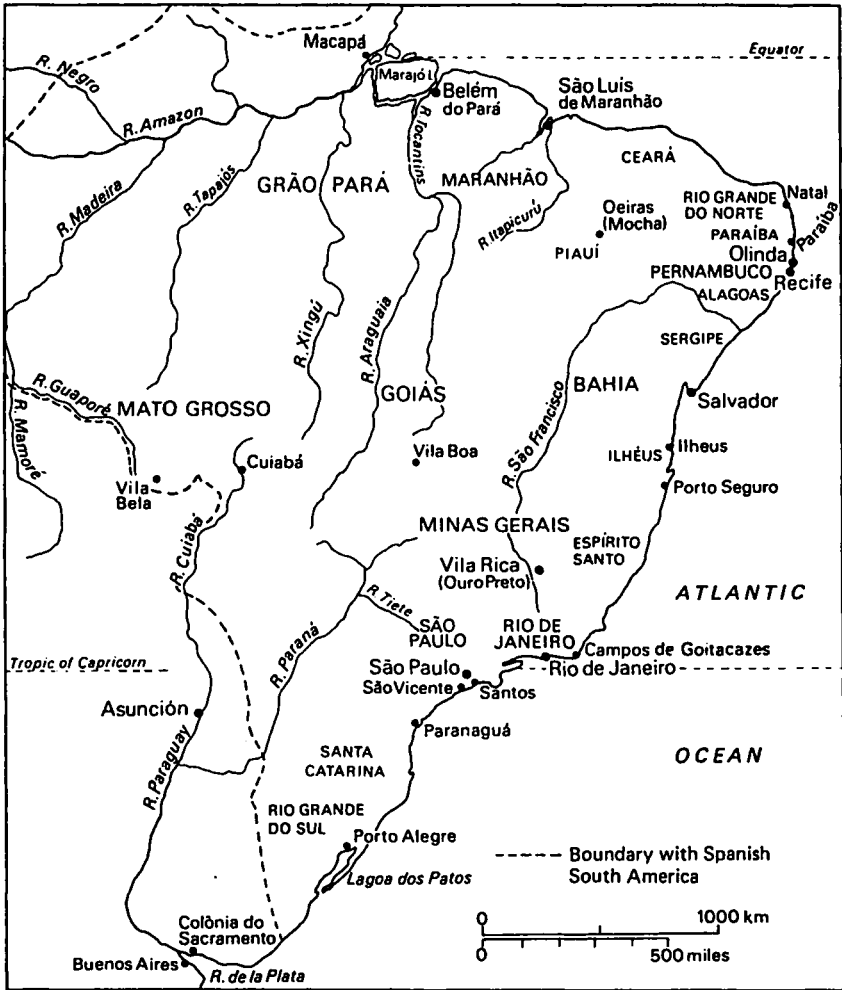 Macapá
Equator
R. Negro
Marajó I.
Belém
do Pará
São Luís
de Maranhão
R. Amazon
R. Tocantins
CEARÁ
R. Madeira
R. Tapajós
GRÃO PARÁ
MARANHÃO
Oeiras
(Mocha)
RIO GRANDE
DO NORTE
Natal
R. Itapicurú
PIAUÍ
PARAÍBA
Paraíba
Olinda
PERNAMBUCO
Recife
ALAGOAS
R. Xingú
R. Araguaia
SERGIPE
R. Guaporé
MATO GROSSO
GOIÁS
BAHIA
R. Mamoré
R. São Francisco
Salvador
Vila
Bela
Cuiabá
Vila Boa
ILHÉUS
Ilheus
Porto Seguro
R. Cuiabá
MINAS GERAIS
ESPÍRITO
SANTO
Vila Rica
(Ouro Preto)
ATLANTIC
R. Tiete
SÃO
PAULO
RIO DE
JANEIRO
Campos de Goitacazes
Tropic of Capricorn
R. Paraná
São Paulo
Rio de Janeiro
São Vicente
Santos
Asunción
Paranaguá
R. Paraguay
SANTA
CATARINA
OCEAN
RIO GRANDE
DO SUL
Porto Alegre
Lagoa dos Patos
Boundary with Spanish
South America
0 1000 km
0 500 miles
Colònia do
Sacramento
Buenos Aires
R. de la Plata